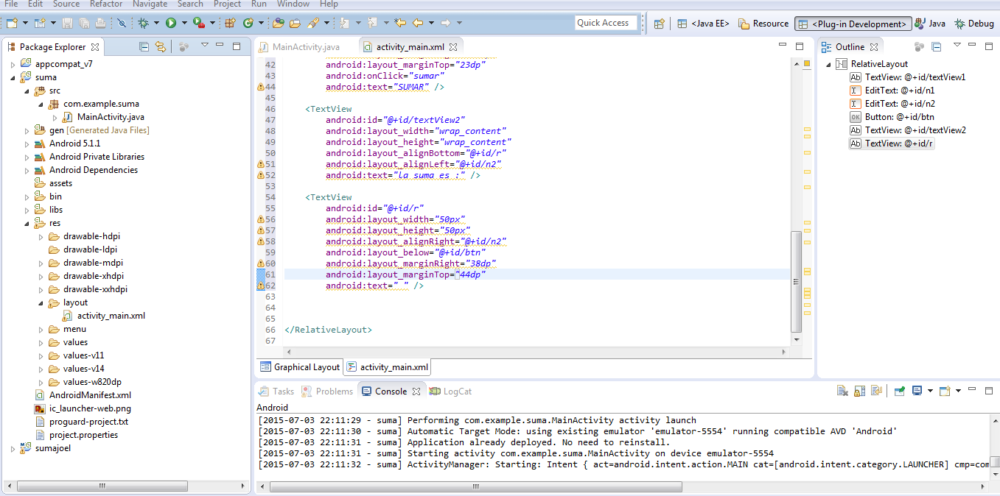 File Edit Source Refactor Navigate Search Project Run Window Help
Quick Access
<Java EE> Resource <Plug-in Development> Java Debug
Package Explorer
appcompat_v7
suma
src
com.example.suma
MainActivity.java
gen [Generated Java Files]
Android 5.1.1
Android Private Libraries
Android Dependencies
assets
bin
libs
res
drawable-hdpi
drawable-ldpi
drawable-mdpi
drawable-xhdpi
drawable-xxhdpi
layout
activity_main.xml
menu
values
values-v11
values-v14
values-w820dp
AndroidManifest.xml
ic_launcher-web.png
proguard-project.txt
project.properties
sumajoel
MainActivity.java activity_main.xml
42 android:layout_marginTop="23dp"
43 android:onClick="sumar"
44 android:text="SUMAR" />
45
46 <TextView
47 android:id="@+id/textView2"
48 android:layout_width="wrap_content"
49 android:layout_height="wrap_content"
50 android:layout_alignBottom="@+id/r"
51 android:layout_alignLeft="@+id/n2"
52 android:text="la suma es :" />
53
54 <TextView
55 android:id="@+id/r"
56 android:layout_width="50px"
57 android:layout_height="50px"
58 android:layout_alignRight="@+id/n2"
59 android:layout_below="@+id/btn"
60 android:layout_marginRight="38dp"
61 android:layout_marginTop="44dp"
62 android:text=" " />
63
64
65
66 </RelativeLayout>
67
Graphical Layout activity_main.xml
Outline
RelativeLayout
Ab TextView: @+id/textView1
EditText: @+id/n1
EditText: @+id/n2
OK Button: @+id/btn
Ab TextView: @+id/textView2
Ab TextView: @+id/r
Tasks Problems Console LogCat
Android
[2015-07-03 22:11:29 - suma] Performing com.example.suma.MainActivity activity launch
[2015-07-03 22:11:30 - suma] Automatic Target Mode: using existing emulator 'emulator-5554' running compatible AVD 'Android'
[2015-07-03 22:11:31 - suma] Application already deployed. No need to reinstall.
[2015-07-03 22:11:31 - suma] Starting activity com.example.suma.MainActivity on device emulator-5554
[2015-07-03 22:11:32 - suma] ActivityManager: Starting: Intent { act=android.intent.action.MAIN cat=[android.intent.category.LAUNCHER] cmp=com